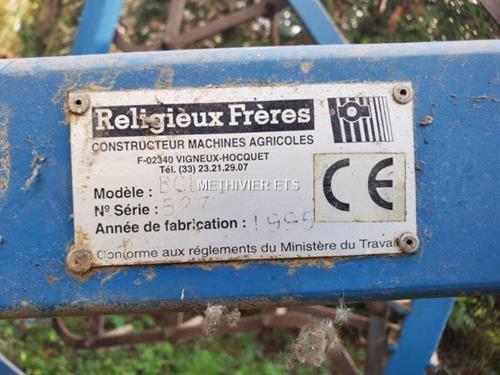 Religieux Frères
CONSTRUCTEUR MACHINES AGRICOLES
F-02340 VIGNEUX-HOCQUET
Tél. (33) 23.21.29.07
CE
Modèle :
METHIVIER ETS
N° Série : 527
Année de fabrication : 1995
Conforme aux réglements du Ministère du Travail